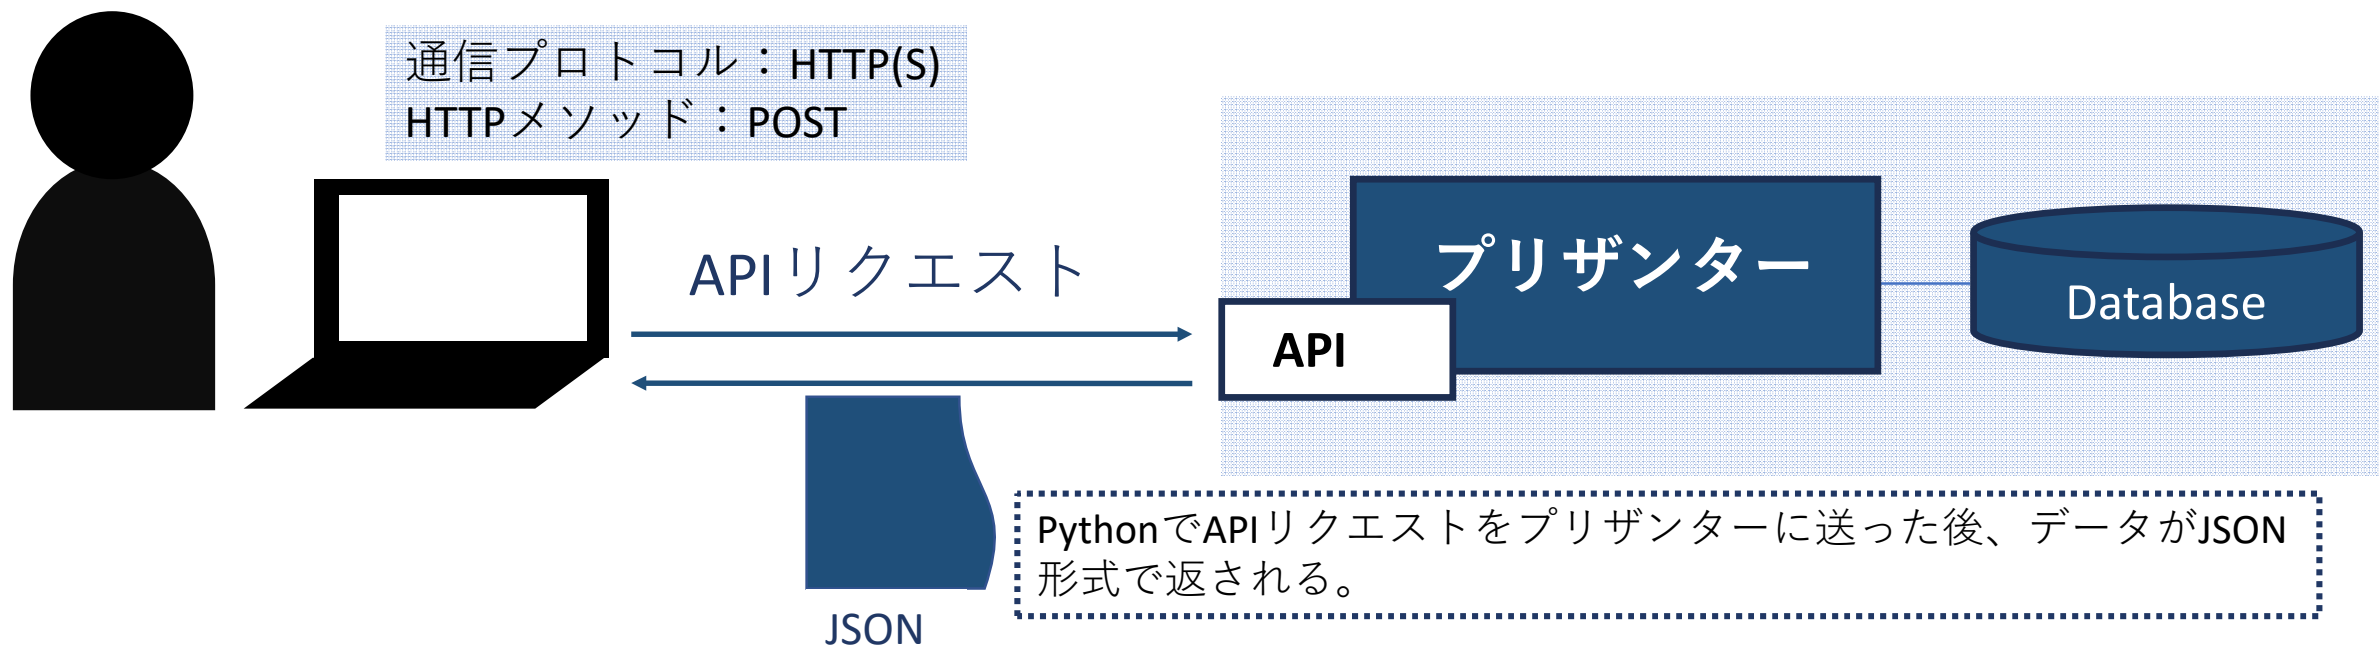 通信プロトコル：HTTP(S)
HTTPメソッド：POST
APIリクエスト
プリザンター
API
Database
PythonでAPIリクエストをプリザンターに送った後、データがJSON
形式で返される。
JSON